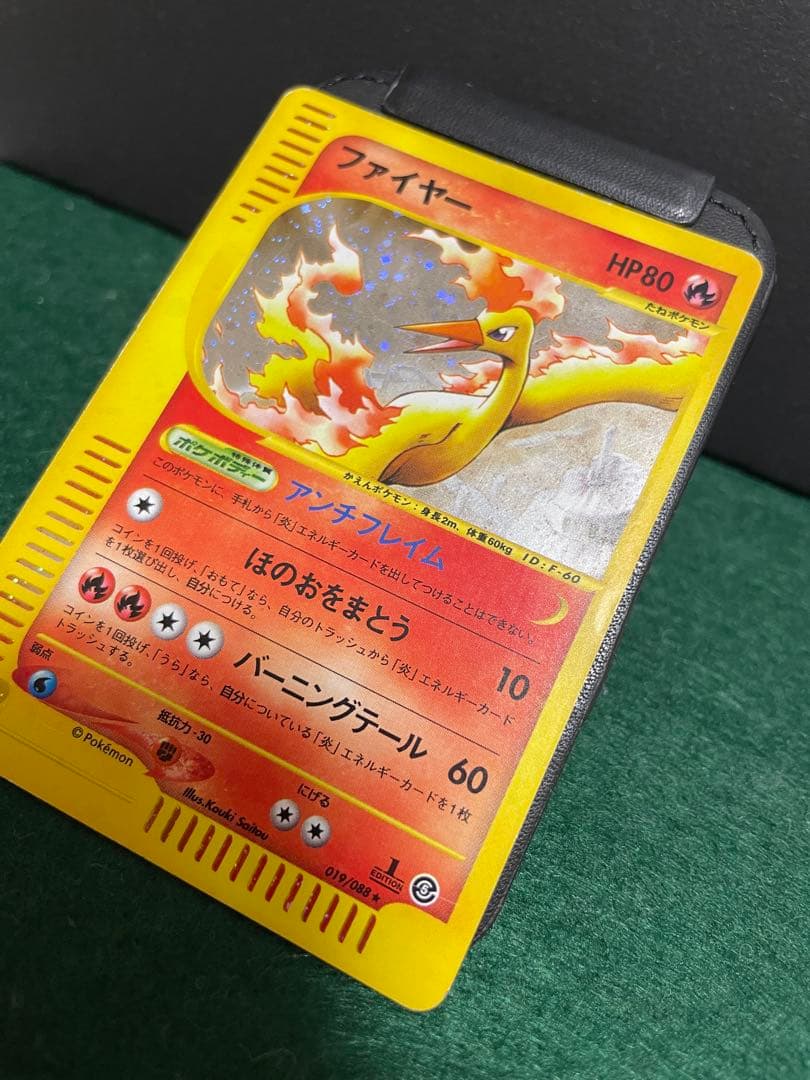 ファイヤー
HP80
たねポケモン
特殊体質
ポケボディー
かえんポケモン:身長2m、体重60kg ID:F-60
アンチフレイム
このポケモンに、手札から「炎」エネルギーカードを出してつけることはできない。
ほのおをまとう 10
コインを1回投げ、「おもて」なら、自分のトラッシュから「炎」エネルギーカード
を1枚選び出し、自分につける。
バーニングテール 60
コインを1回投げ、「うら」なら、自分についている「炎」エネルギーカードを1枚
トラッシュする。
弱点
抵抗力-30
にげる
©Pokémon
Illus.Kouki Saitou
1
EDITION
019/088★